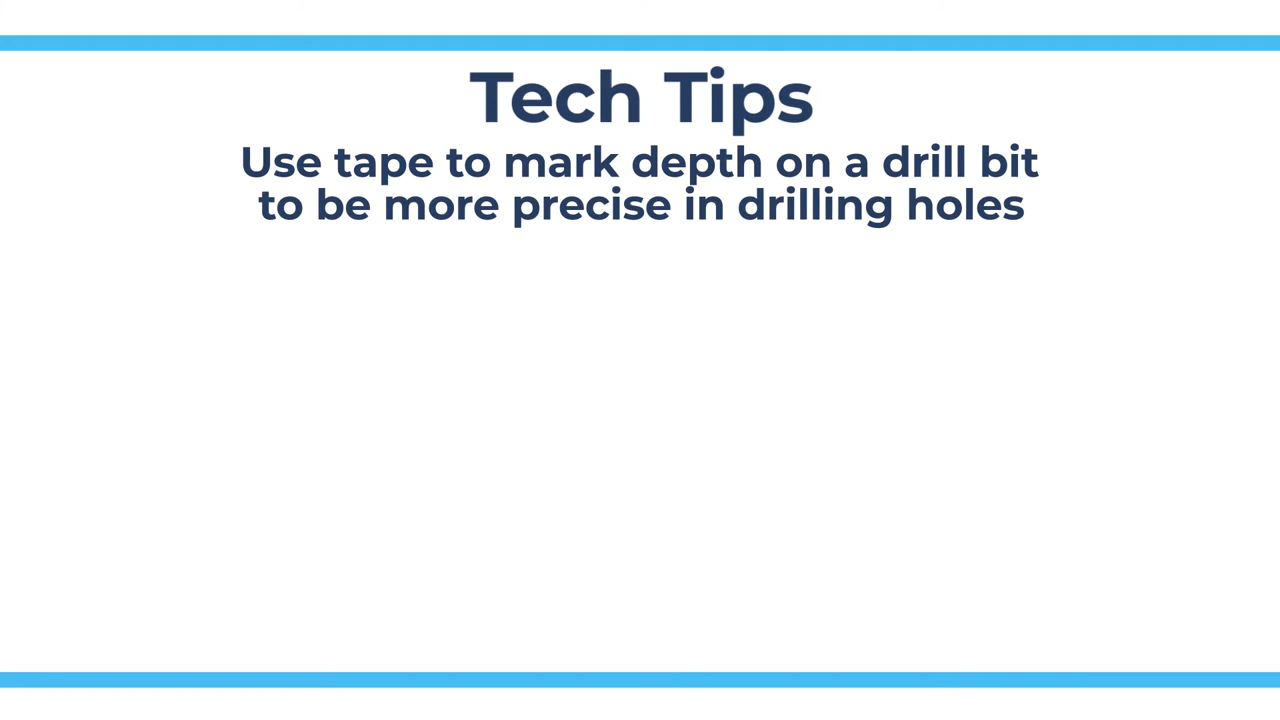 Tech Tips
Use tape to mark depth on a drill bit
to be more precise in drilling holes